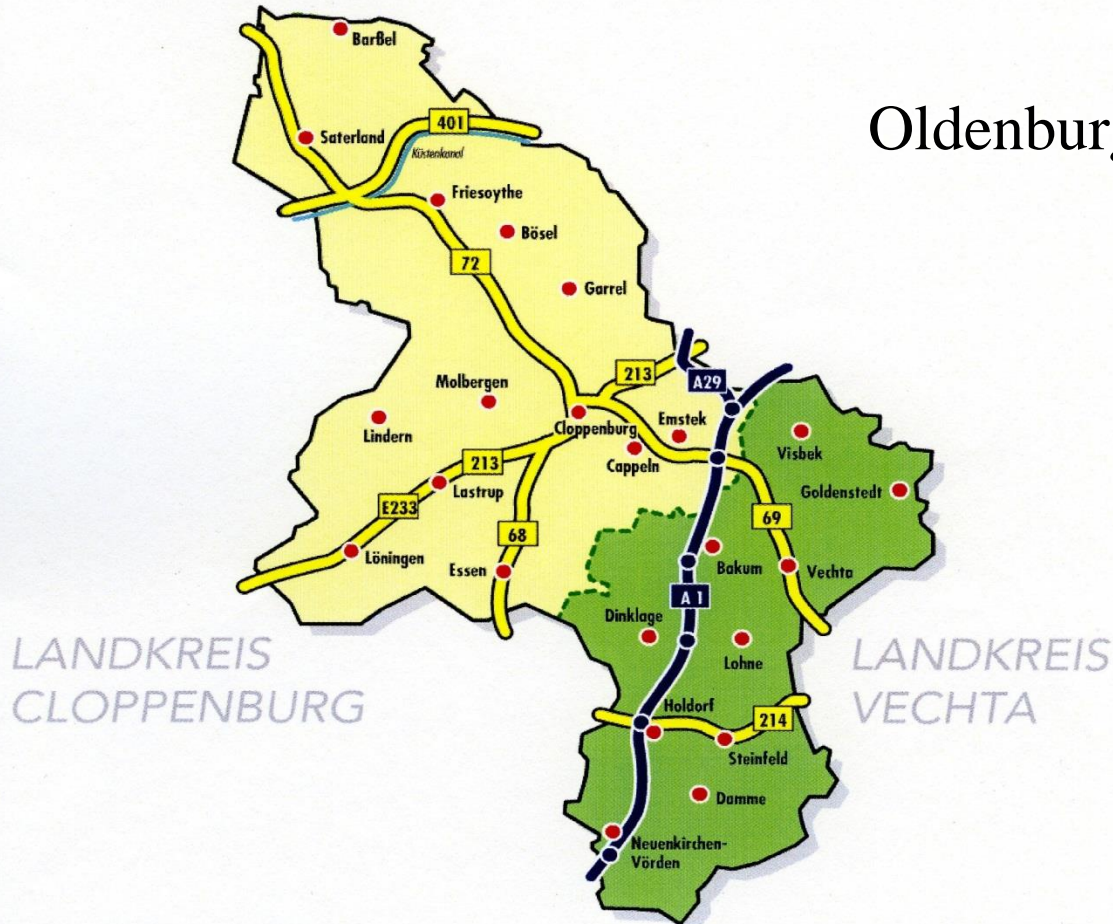 Barßel
Oldenburg
401
Saterland
Küstenkanal
Friesoythe
Bösel
72
Garrel
213
A29
Molbergen
Lindern
Cloppenburg
Emstek
Cappeln
Visbek
213
Lastrup
Goldenstedt
E233
69
68
Löningen
Essen
Bakum
Vechta
A 1
Dinklage
LANDKREIS
CLOPPENBURG
Lohne
LANDKREIS
VECHTA
Holdorf
214
Steinfeld
Damme
Neuenkirchen-
Vörden